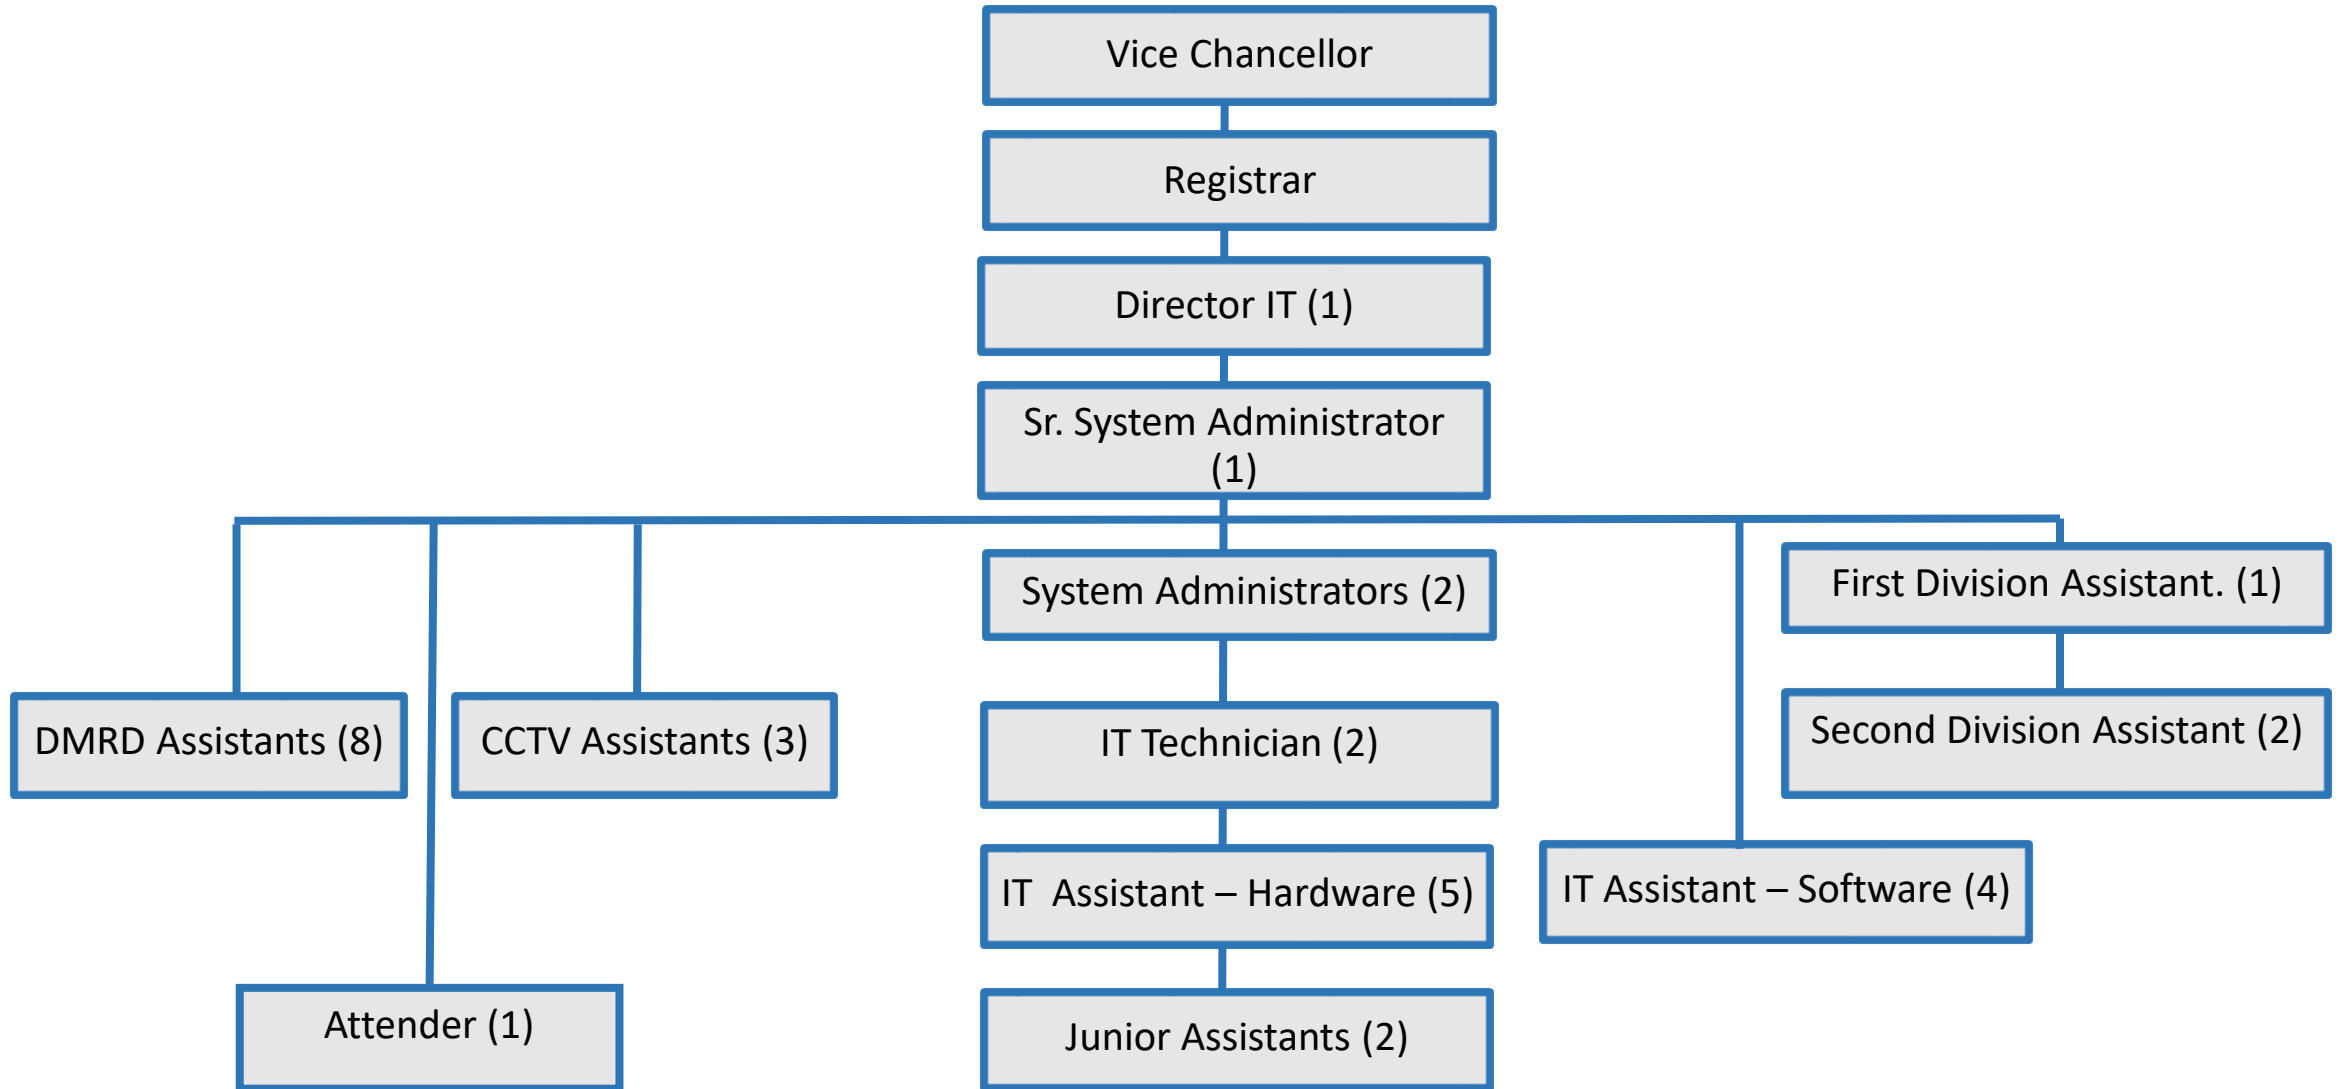 Vice Chancellor
Registrar
Director IT (1)
Sr. System Administrator
(1)
System Administrators (2)
First Division Assistant. (1)
DMRD Assistants (8)
CCTV Assistants (3)
IT Technician (2)
Second Division Assistant (2)
IT  Assistant – Hardware (5)
IT Assistant – Software (4)
Attender (1)
Junior Assistants (2)